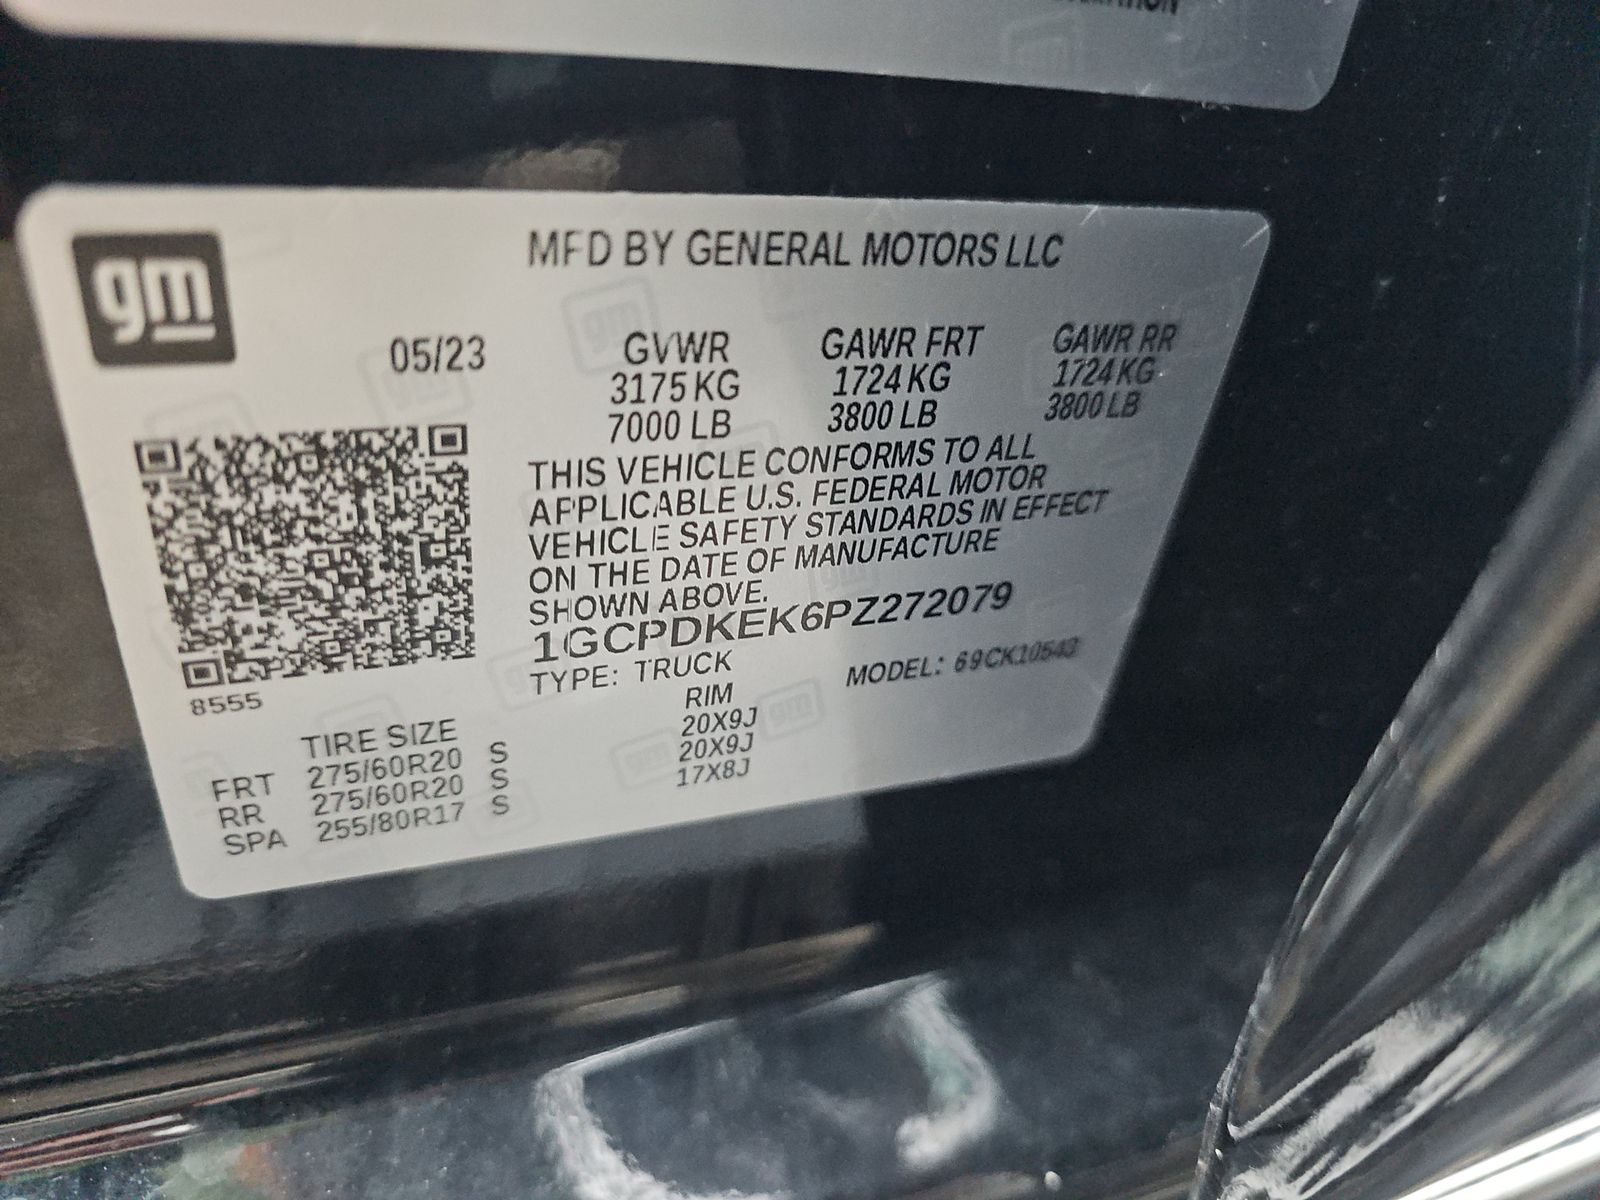 gm
MFD BY GENERAL MOTORS LLC
05/23 GVWR GAWR FRT GAWR RR
3175 KG 1724 KG 1724 KG
7000 LB 3800 LB 3800 LB
THIS VEHICLE CONFORMS TO ALL
APPLICABLE U.S. FEDERAL MOTOR
VEHICLE SAFETY STANDARDS IN EFFECT
ON THE DATE OF MANUFACTURE
SHOWN ABOVE.
1GCPDKEK6PZ272079
TYPE: TRUCK MODEL: 69CK10543
8555
TIRE SIZE RIM
FRT 275/60R20 S 20X9J
RR 275/60R20 S 20X9J
SPA 255/80R17 S 17X8J